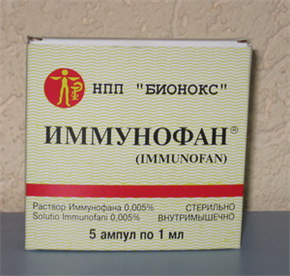 НПП "БИОНОКС"
ИММУНОФАН®
(IMMUNOFAN)
Раствор Иммунофана 0,005% СТЕРИЛЬНО
Solutio Immunofani 0,005% ВНУТРИМЫШЕЧНО
5 ампул по 1 мл